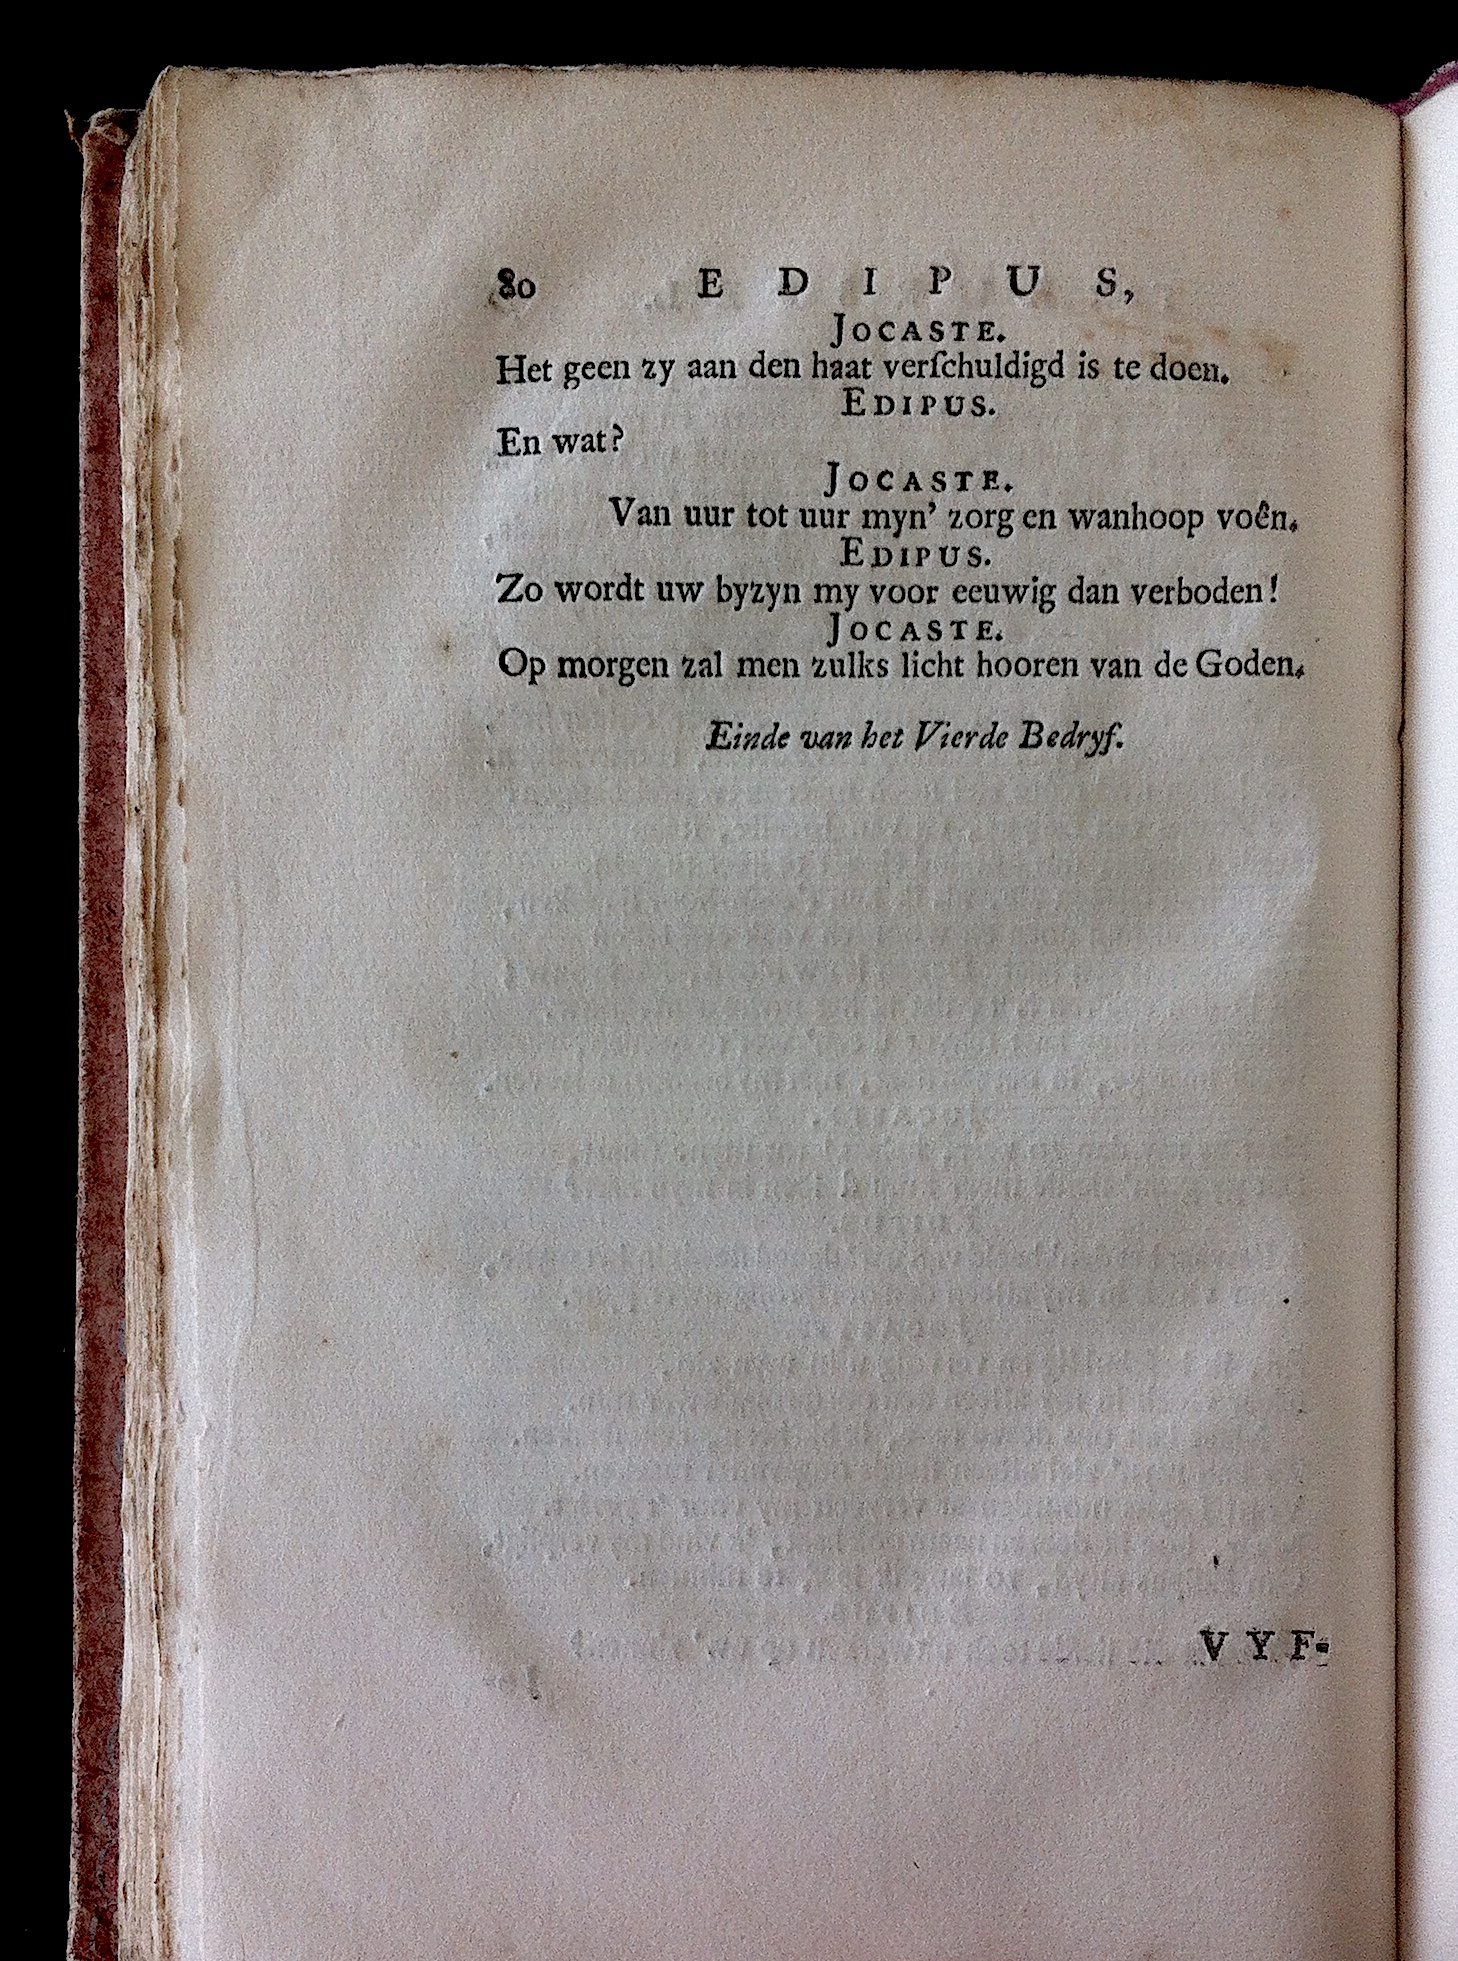 80 E D I P U S,
JOCASTE.
Het geen zy aan den haat verſchuldigd is te doen.
EDIPUS.
En wat?
JOCASTE.
Van uur tot uur myn' zorg en wanhoop voên.
EDIPUS.
Zo wordt uw byzyn my voor eeuwig dan verboden!
JOCASTE.
Op morgen zal men zulks licht hooren van de Goden.
Einde van het Vierde Bedryf.
V Y F-